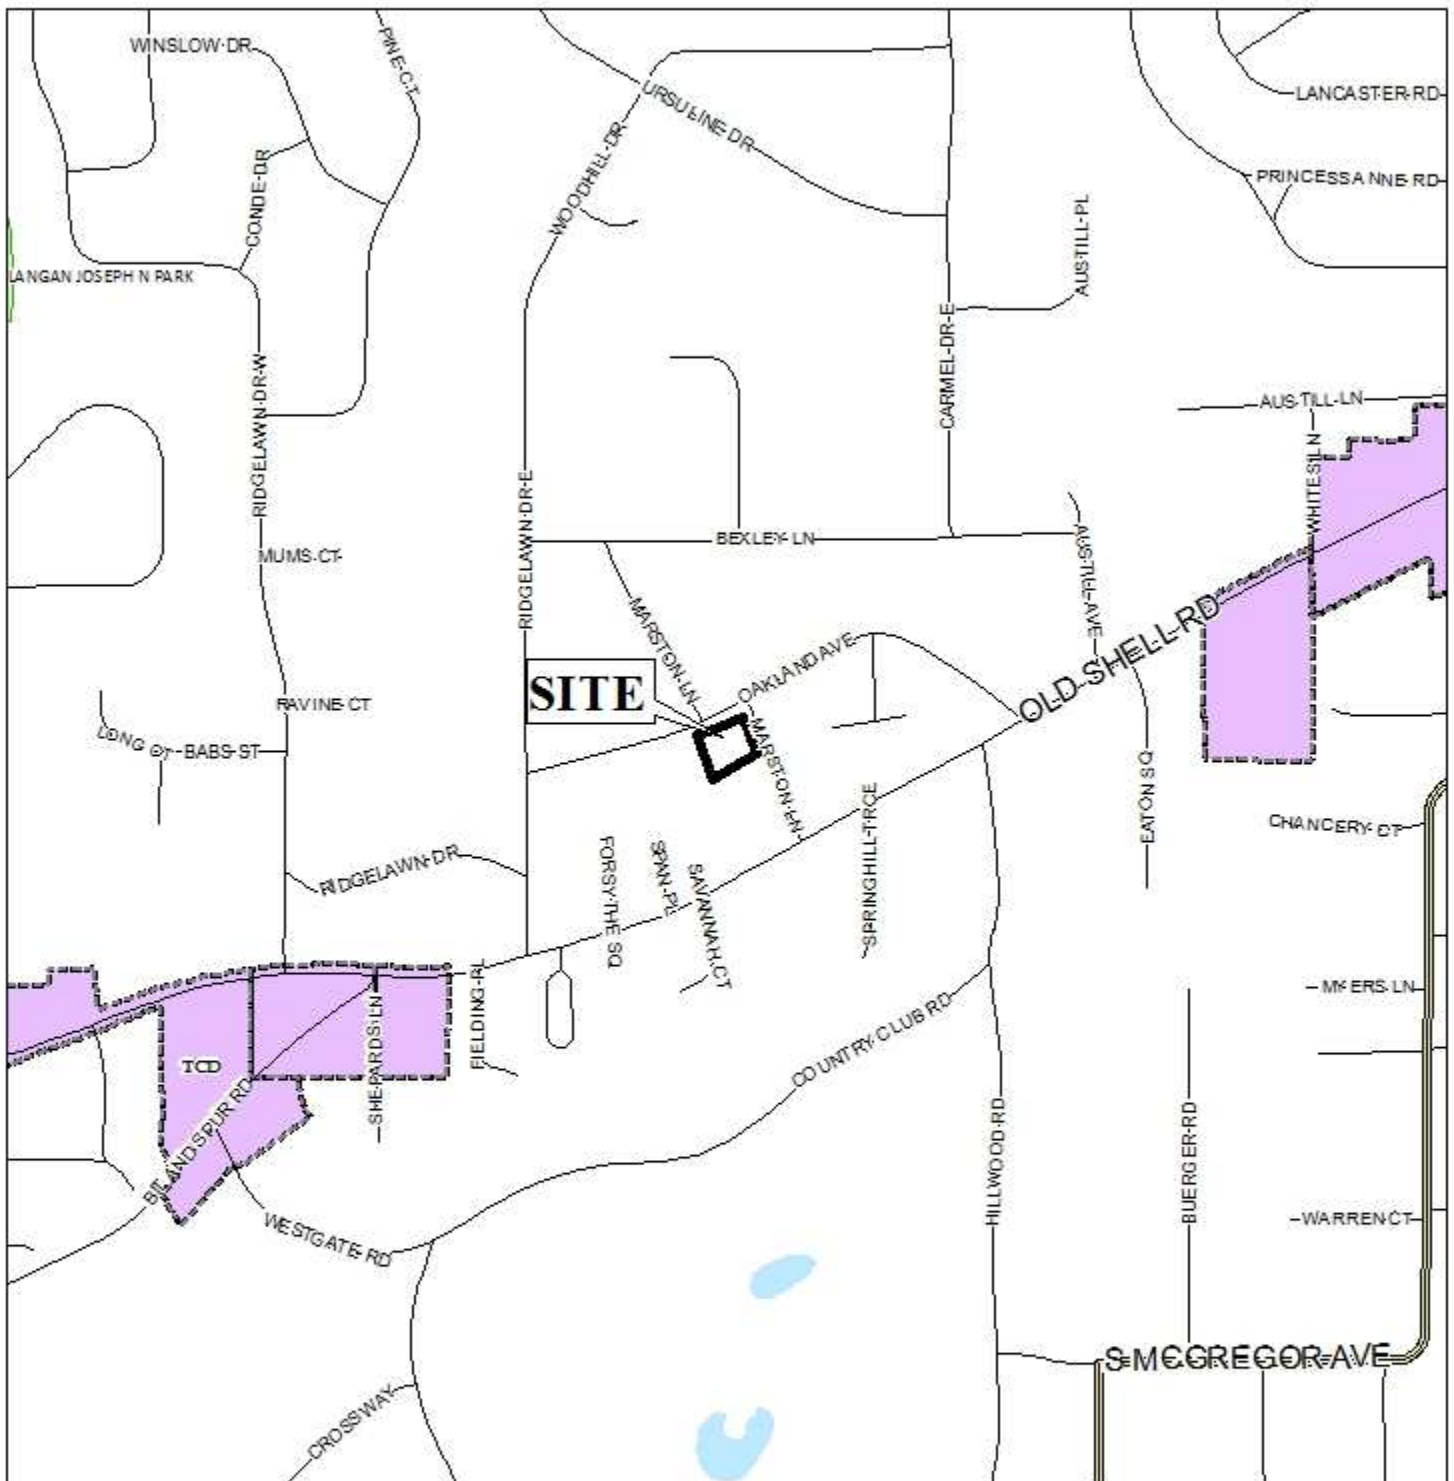 WINSLOW DR
PINE CT
URSULINE DR
LANCASTER RD
WOODHILL DR
CONDE DR
PRINCESS ANNE RD
AUSTILL PL
LANGAN JOSEPH N PARK
RIDGELAWN DR W
CARMEL DR E
AUSTILL LN
WHITES LN
RIDGELAWN DR E
BEXLEY LN
MUMS CT
AUSTILL AVE
MARSTON LN
OLD SHELL RD
OAKLAND AVE
SITE
RAVINE CT
LONG CT
BABS ST
MARSTON LN
EATON SQ
SPRINGHILL TRCE
CHANCERY CT
RIDGELAWN DR
FORSYTHE SQ
SPAN PL
SAVANNAH CT
FIELDING PL
SHEPARDS LN
MYERS LN
COUNTRY CLUB RD
TCD
BILANDSPUR RD
HILLWOOD RD
BUERGER RD
WESTGATE RD
WARREN CT
S MCGREGOR AVE
CROSSWAY